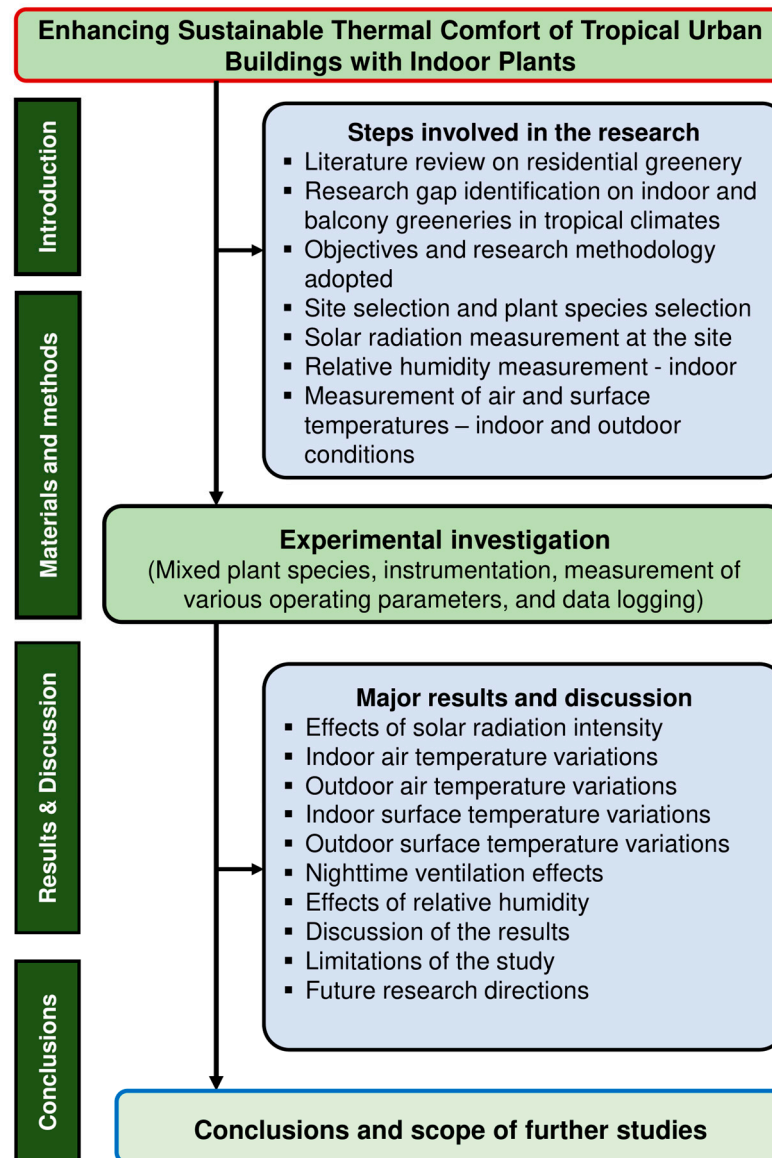 Enhancing Sustainable Thermal Comfort of Tropical Urban
Buildings with Indoor Plants
Introduction
Steps involved in the research
▪ Literature review on residential greenery
▪ Research gap identification on indoor and
balcony greeneries in tropical climates
▪ Objectives and research methodology
adopted
▪ Site selection and plant species selection
▪ Solar radiation measurement at the site
▪ Relative humidity measurement - indoor
▪ Measurement of air and surface
temperatures – indoor and outdoor
conditions
Materials and methods
Experimental investigation
(Mixed plant species, instrumentation, measurement of
various operating parameters, and data logging)
Results & Discussion
Major results and discussion
▪ Effects of solar radiation intensity
▪ Indoor air temperature variations
▪ Outdoor air temperature variations
▪ Indoor surface temperature variations
▪ Outdoor surface temperature variations
▪ Nighttime ventilation effects
▪ Effects of relative humidity
▪ Discussion of the results
▪ Limitations of the study
▪ Future research directions
Conclusions
Conclusions and scope of further studies